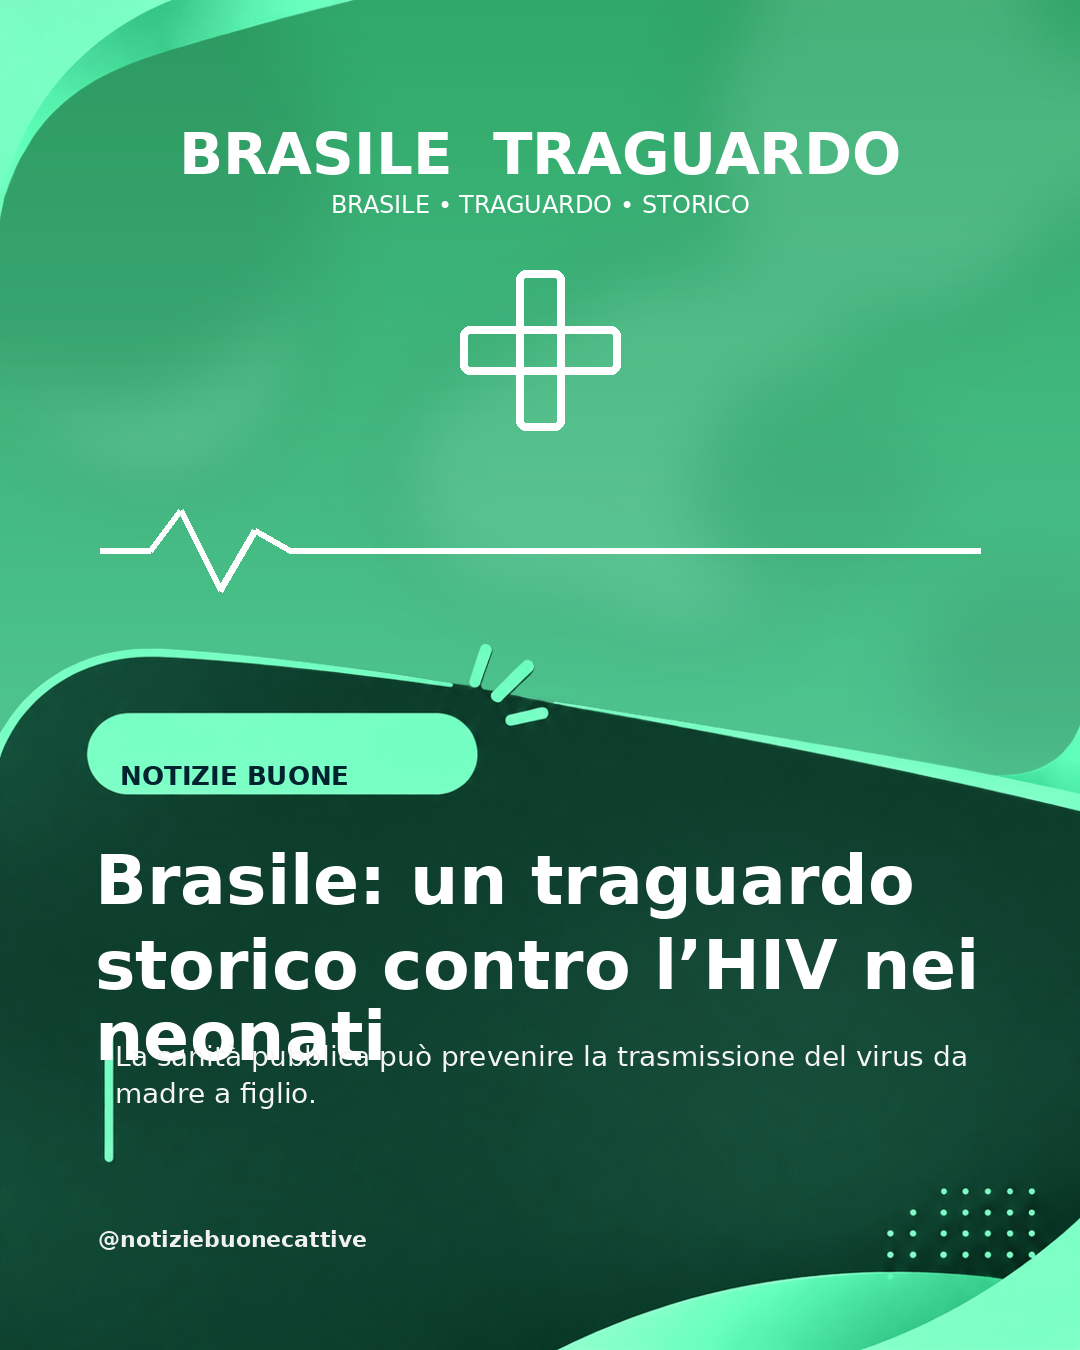 BRASILE TRAGUARDO
BRASILE • TRAGUARDO • STORICO
NOTIZIE BUONE
Brasile: un traguardo
storico contro l’HIV nei
neonati
La sanità pubblica può prevenire la trasmissione del virus da
madre a figlio.
@notiziebuonecattive